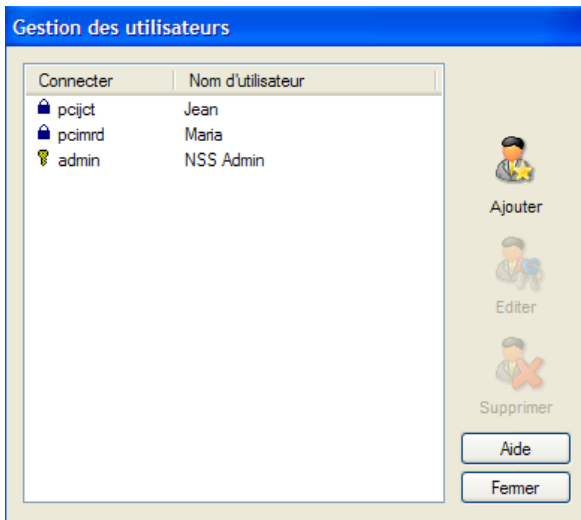 Gestion des utilisateurs
Connecter Nom d'utilisateur
pcijct Jean
pcimrd Maria
admin NSS Admin
Ajouter
Editer
Supprimer
Aide
Fermer